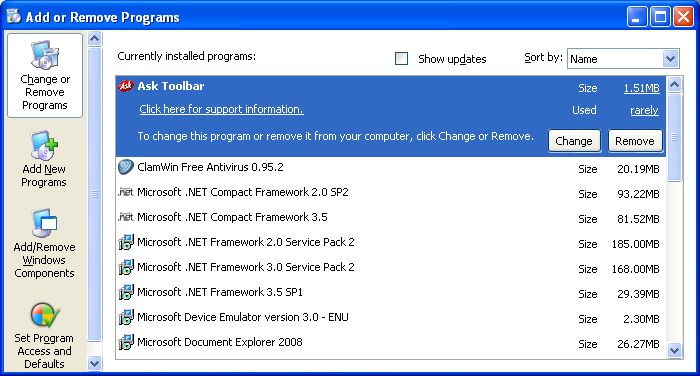 Add or Remove Programs
Change or
Remove
Programs
Add New
Programs
Add/Remove
Windows
Components
Set Program
Access and
Defaults
Currently installed programs:
Show updates
Sort by: Name
Ask Ask Toolbar Size 1.51MB
Click here for support information. Used rarely
To change this program or remove it from your computer, click Change or Remove. Change Remove
ClamWin Free Antivirus 0.95.2 Size 20.19MB
.net Microsoft .NET Compact Framework 2.0 SP2 Size 93.22MB
.net Microsoft .NET Compact Framework 3.5 Size 81.52MB
Microsoft .NET Framework 2.0 Service Pack 2 Size 185.00MB
Microsoft .NET Framework 3.0 Service Pack 2 Size 168.00MB
Microsoft .NET Framework 3.5 SP1 Size 29.39MB
Microsoft Device Emulator version 3.0 - ENU Size 2.30MB
Microsoft Document Explorer 2008 Size 26.27MB